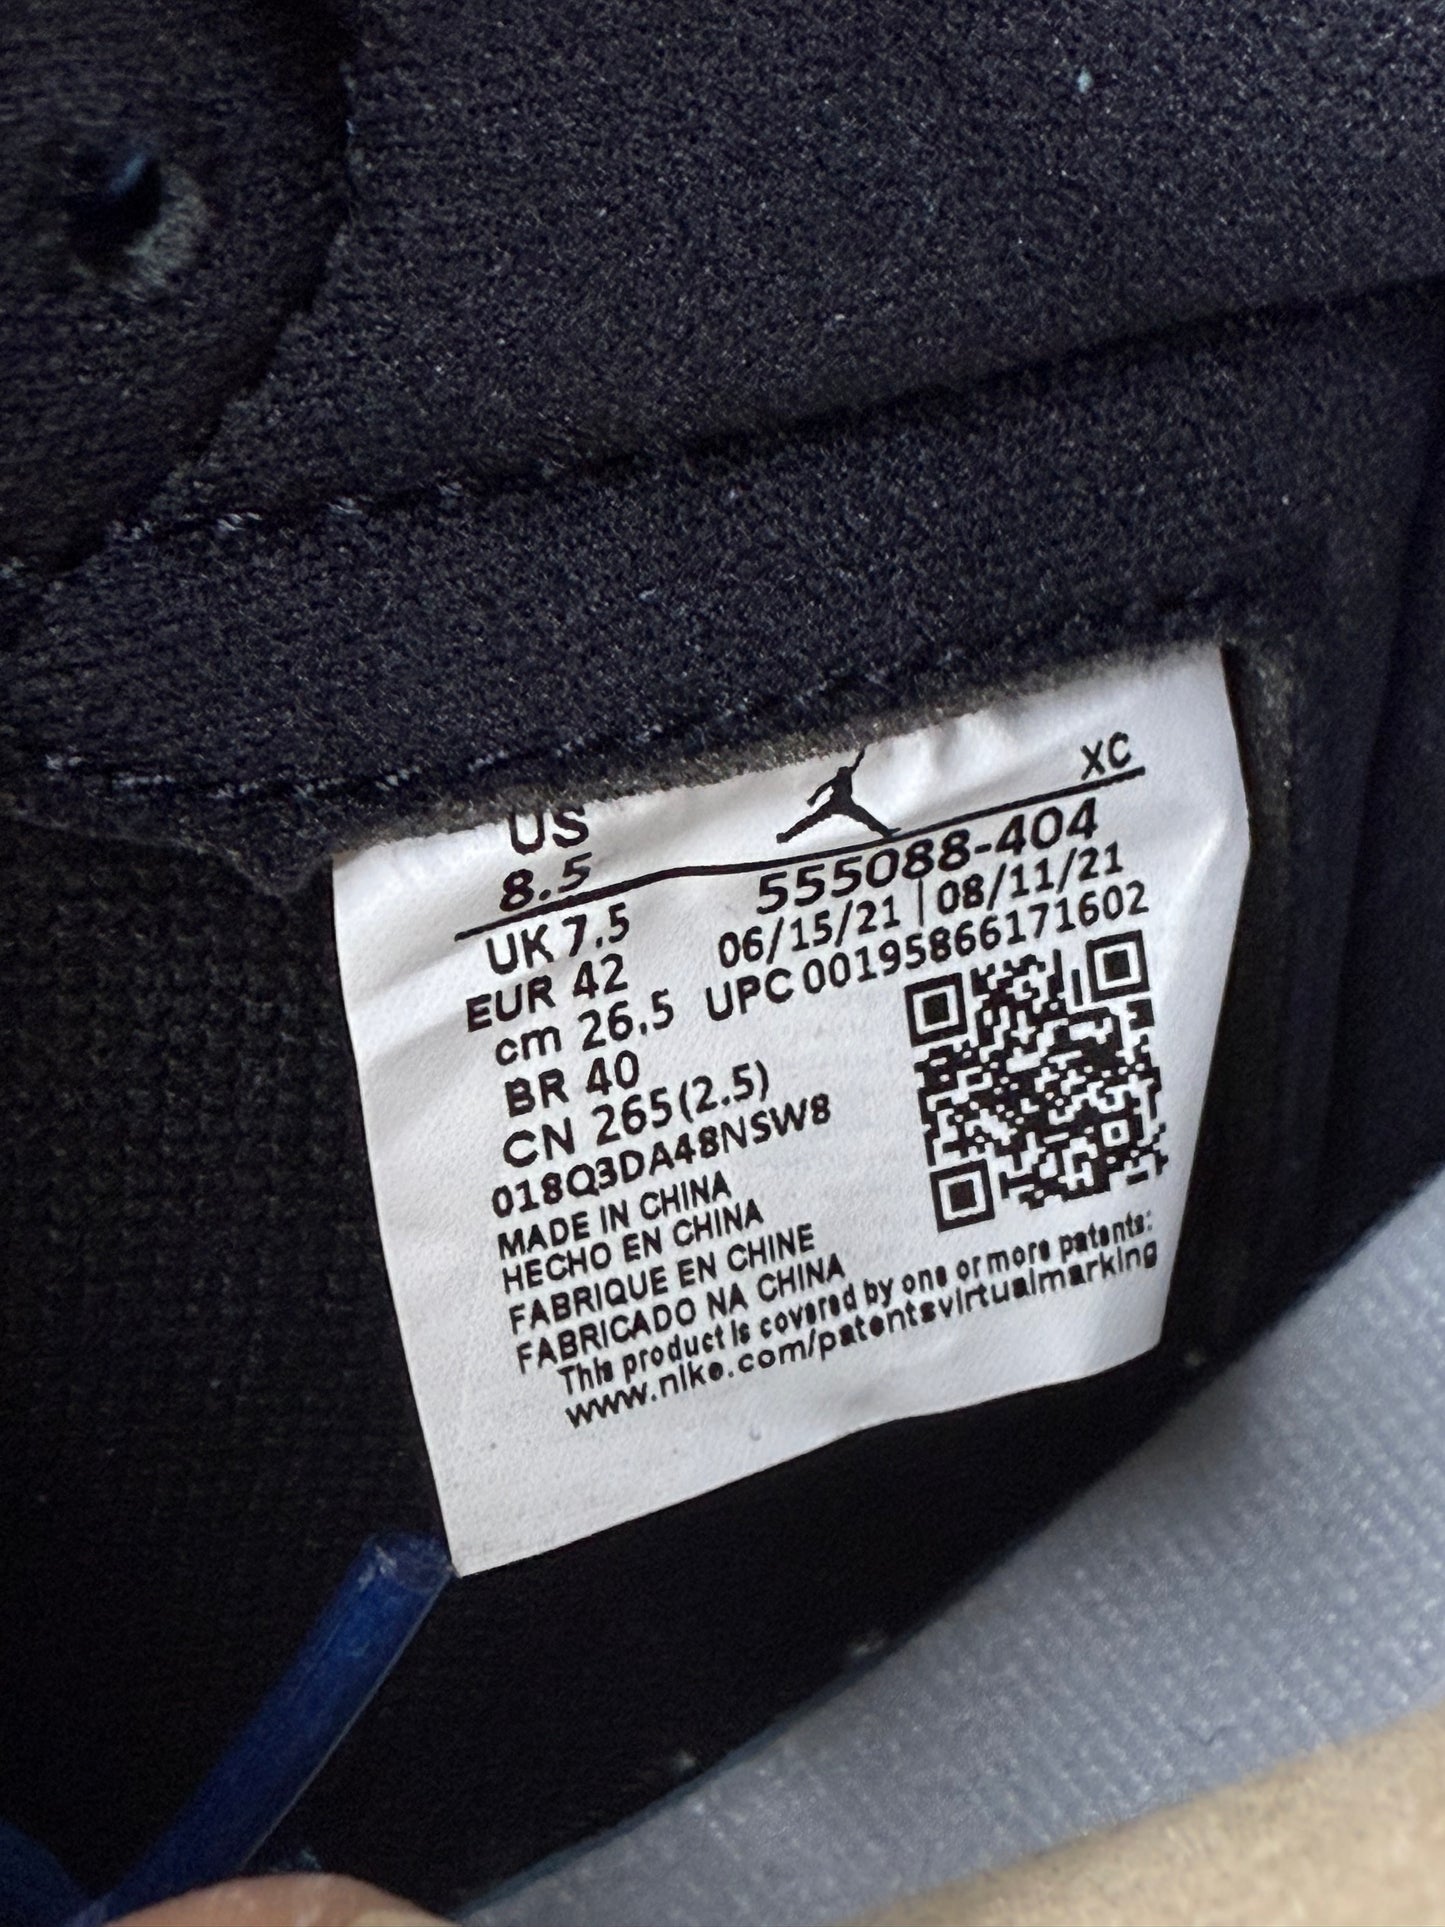 US XC
8.5 555088-404
UK 7.5 06/15/21 | 08/11/21
EUR 42 UPC 00195866171602
cm 26.5
BR 40
CN 265(2.5)
018Q3DA48NSW8
MADE IN CHINA
HECHO EN CHINA
FABRIQUE EN CHINE
FABRICADO NA CHINA
This product is covered by one or more patents:
www.nike.com/patentsvirtualmarking